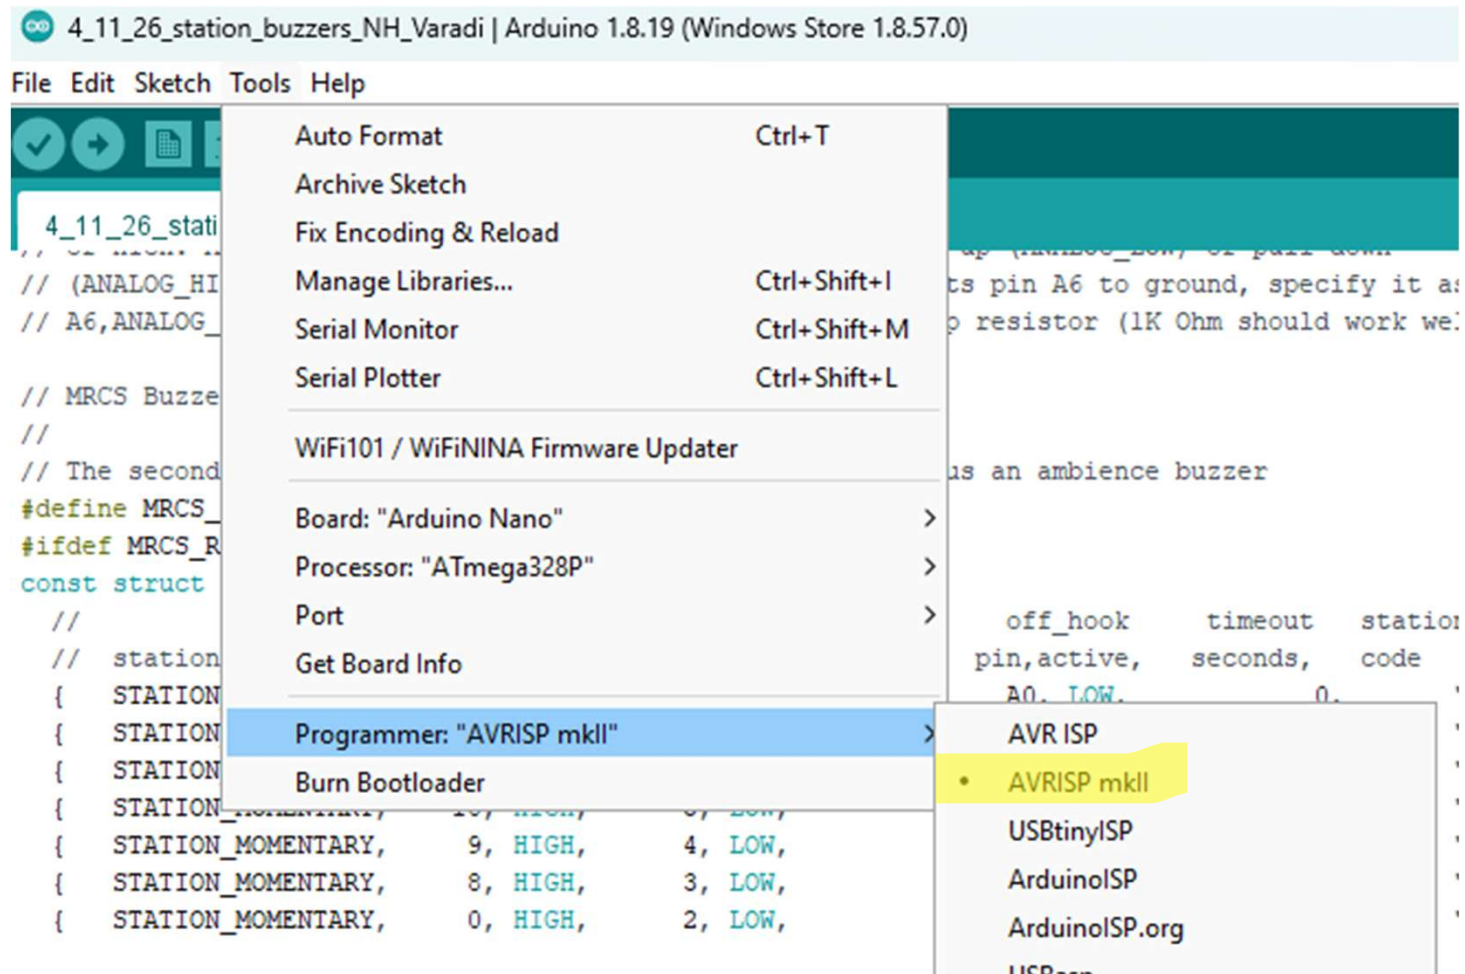 4_11_26_station_buzzers_NH_Varadi | Arduino 1.8.19 (Windows Store 1.8.57.0)
File Edit Sketch Tools Help
4_11_26_stati
Auto Format Ctrl+T
Archive Sketch
Fix Encoding & Reload
Manage Libraries... Ctrl+Shift+I
Serial Monitor Ctrl+Shift+M
Serial Plotter Ctrl+Shift+L
WiFi101 / WiFiNINA Firmware Updater
Board: "Arduino Nano"
Processor: "ATmega328P"
Port
Get Board Info
Programmer: "AVRISP mkII"
Burn Bootloader
AVR ISP
AVRISP mkII
USBtinyISP
ArduinoISP
ArduinoISP.org
// (ANALOG_HI ts pin A6 to ground, specify it as
// A6,ANALOG_ p resistor (1K Ohm should work wel
// MRCS Buzze
//
// The second us an ambience buzzer
#define MRCS_
#ifdef MRCS_R
const struct
// off_hook timeout station
// station pin,active, seconds, code
{ STATION A0, LOW, 0,
{ STATION
{ STATION
{ STATION_MOMENTARY, 10, HIGH,
{ STATION_MOMENTARY, 9, HIGH, 4, LOW,
{ STATION_MOMENTARY, 8, HIGH, 3, LOW,
{ STATION_MOMENTARY, 0, HIGH, 2, LOW,